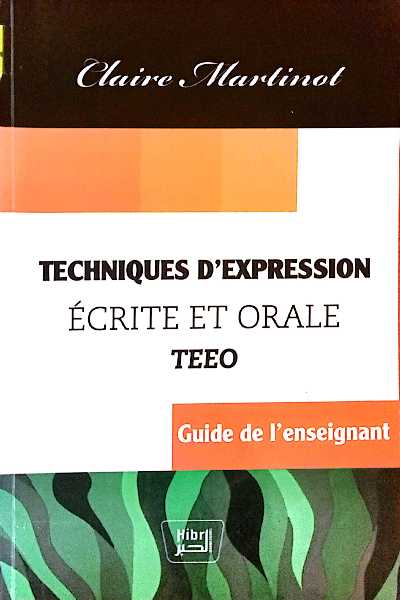 Claire Martinot
TECHNIQUES D'EXPRESSION
ÉCRITE ET ORALE
TEEO
Guide de l'enseignant
Hibr
الحبر